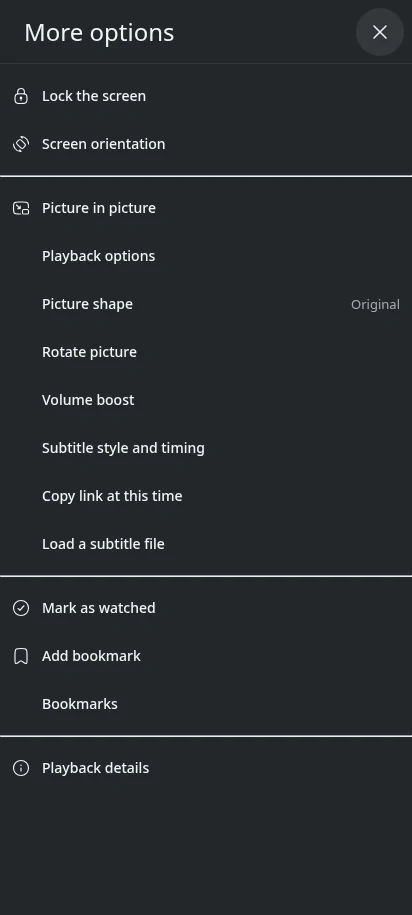 More options
Lock the screen
Screen orientation
Picture in picture
Playback options
Picture shape Original
Rotate picture
Volume boost
Subtitle style and timing
Copy link at this time
Load a subtitle file
Mark as watched
Add bookmark
Bookmarks
Playback details